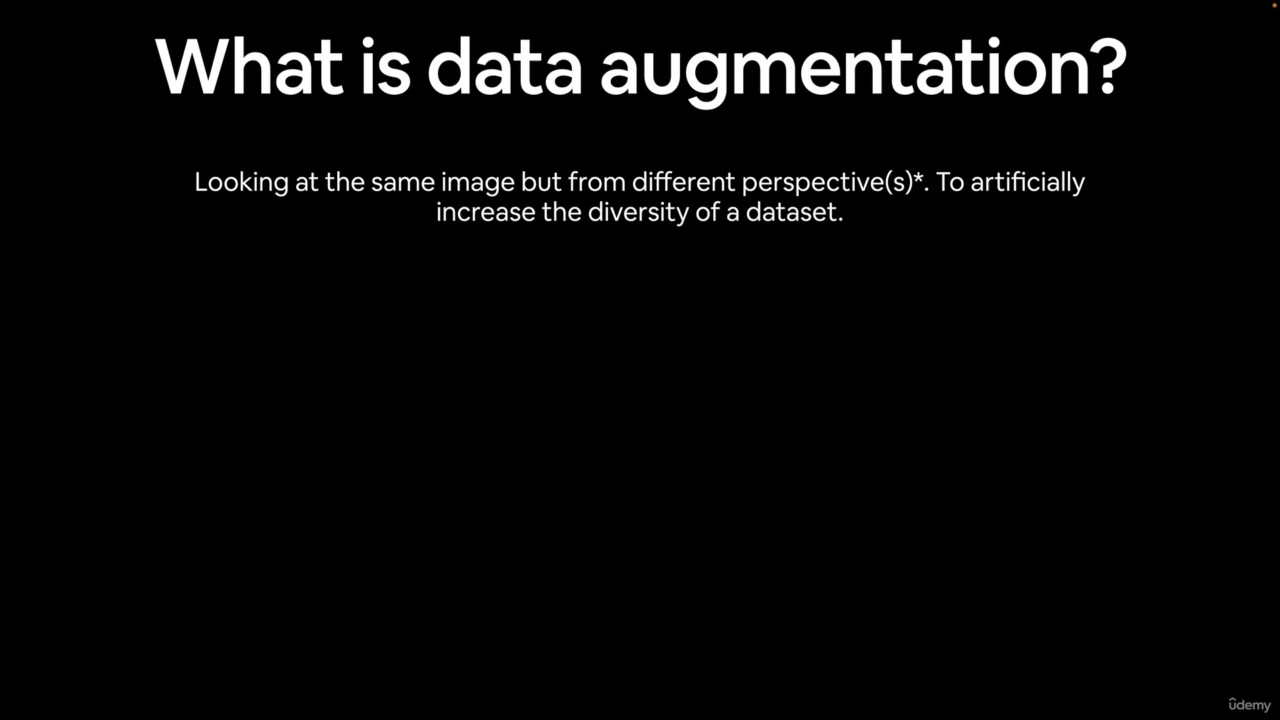 What is data augmentation?
Looking at the same image but from different perspective(s)*. To artificially
increase the diversity of a dataset.
ûdemy